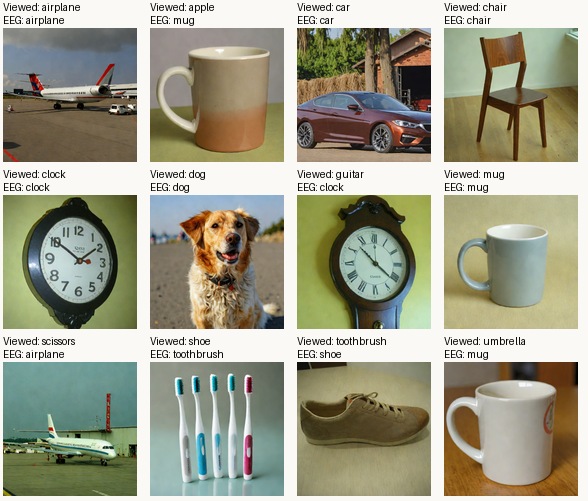 Viewed: airplane
EEG: airplane
Viewed: apple
EEG: mug
Viewed: car
EEG: car
Viewed: chair
EEG: chair
Viewed: clock
EEG: clock
Viewed: dog
EEG: dog
Viewed: guitar
EEG: clock
Viewed: mug
EEG: mug
Viewed: scissors
EEG: airplane
Viewed: shoe
EEG: toothbrush
Viewed: toothbrush
EEG: shoe
Viewed: umbrella
EEG: mug